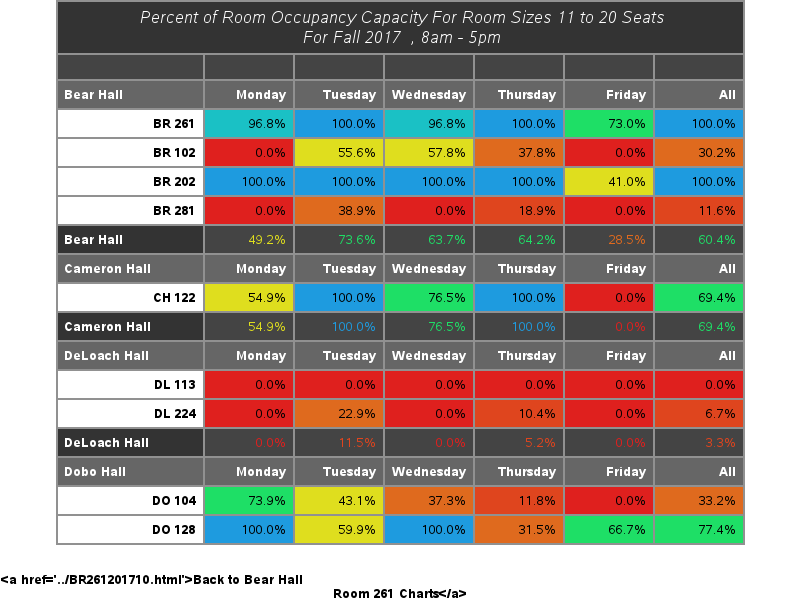 Percent of Room Occupancy Capacity For Room Sizes 11 to 20 Seats
For Fall 2017 , 8am - 5pm
Bear Hall Monday Tuesday Wednesday Thursday Friday All
BR 261 96.8% 100.0% 96.8% 100.0% 73.0% 100.0%
BR 102 0.0% 55.6% 57.8% 37.8% 0.0% 30.2%
BR 202 100.0% 100.0% 100.0% 100.0% 41.0% 100.0%
BR 281 0.0% 38.9% 0.0% 18.9% 0.0% 11.6%
Bear Hall 49.2% 73.6% 63.7% 64.2% 28.5% 60.4%
Cameron Hall Monday Tuesday Wednesday Thursday Friday All
CH 122 54.9% 100.0% 76.5% 100.0% 0.0% 69.4%
Cameron Hall 54.9% 100.0% 76.5% 100.0% 0.0% 69.4%
DeLoach Hall Monday Tuesday Wednesday Thursday Friday All
DL 113 0.0% 0.0% 0.0% 0.0% 0.0% 0.0%
DL 224 0.0% 22.9% 0.0% 10.4% 0.0% 6.7%
DeLoach Hall 0.0% 11.5% 0.0% 5.2% 0.0% 3.3%
Dobo Hall Monday Tuesday Wednesday Thursday Friday All
DO 104 73.9% 43.1% 37.3% 11.8% 0.0% 33.2%
DO 128 100.0% 59.9% 100.0% 31.5% 66.7% 77.4%
<a href='../BR261201710.html'>Back to Bear Hall
Room 261 Charts</a>